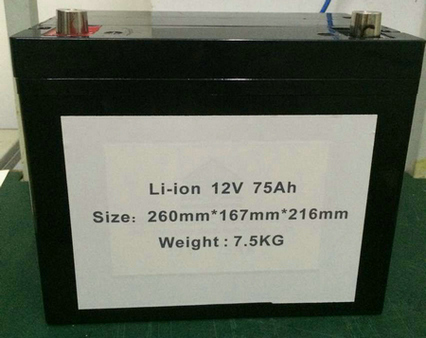 Li-ion 12V 75Ah
Size: 260mm*167mm*216mm
Weight : 7.5KG